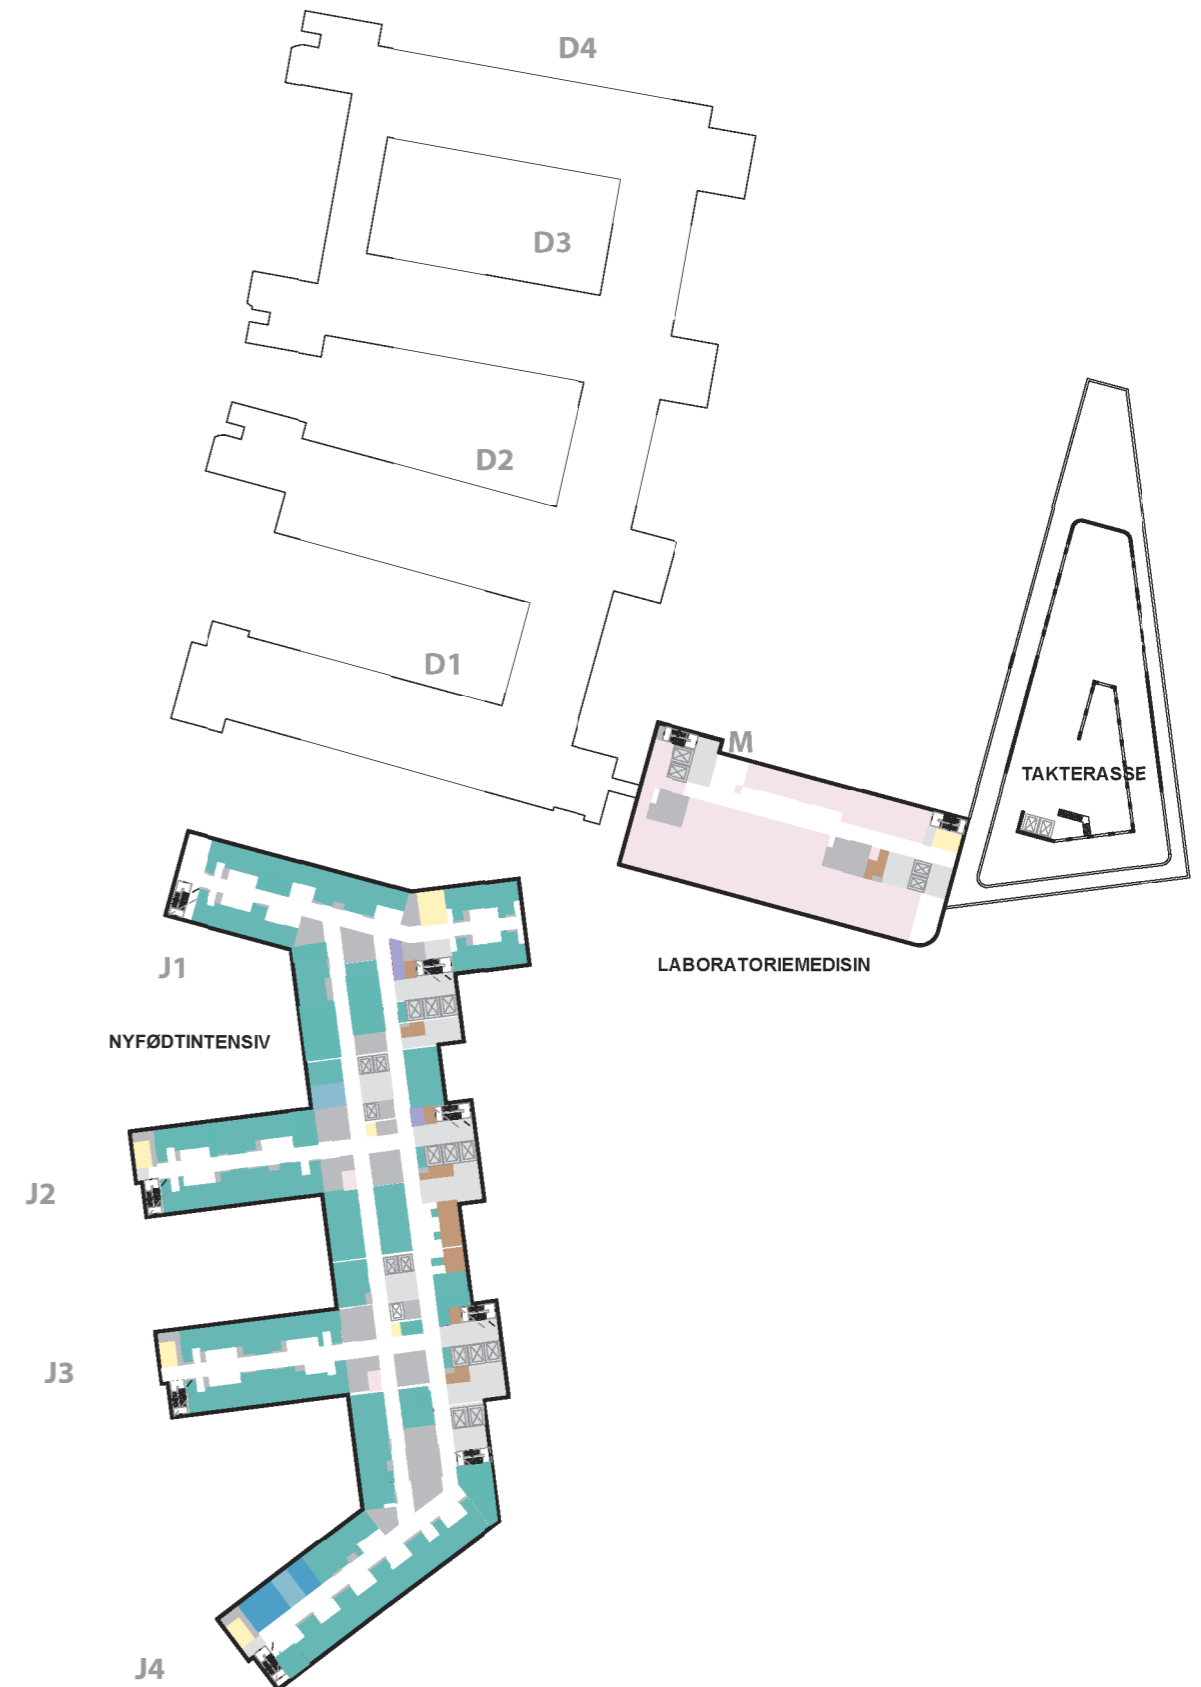 D4
D3
D2
D1
M
TAKTERASSE
J1
LABORATORIEMEDISIN
NYFØDTINTENSIV
J2
J3
J4